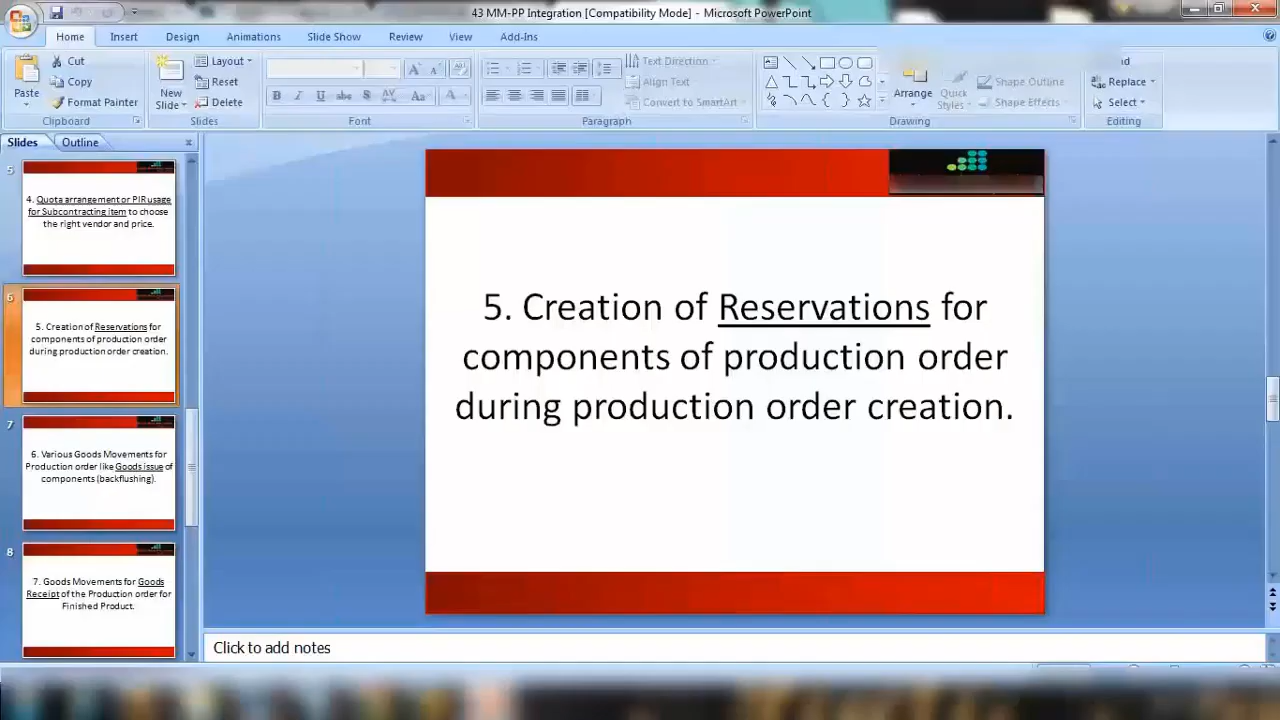 43 MM-PP Integration [Compatibility Mode] - Microsoft PowerPoint
Home Insert Design Animations Slide Show Review View Add-Ins
Paste
Cut
Copy
Format Painter
Clipboard
New Slide
Layout
Reset
Delete
Slides
Font
Text Direction
Align Text
Convert to SmartArt
Paragraph
Arrange
Quick Styles
Shape Outline
Shape Effects
Drawing
Replace
Select
Editing
Slides Outline
5
4. Quota arrangement or PIR usage
for Subcontracting item to choose
the right vendor and price.
6
5. Creation of Reservations for
components of production order
during production order creation.
7
6. Various Goods Movements for
Production order like Goods issue of
components (backflushing).
8
7. Goods Movements for Goods
Receipt of the Production order for
Finished Product.
5. Creation of Reservations for
components of production order
during production order creation.
Click to add notes